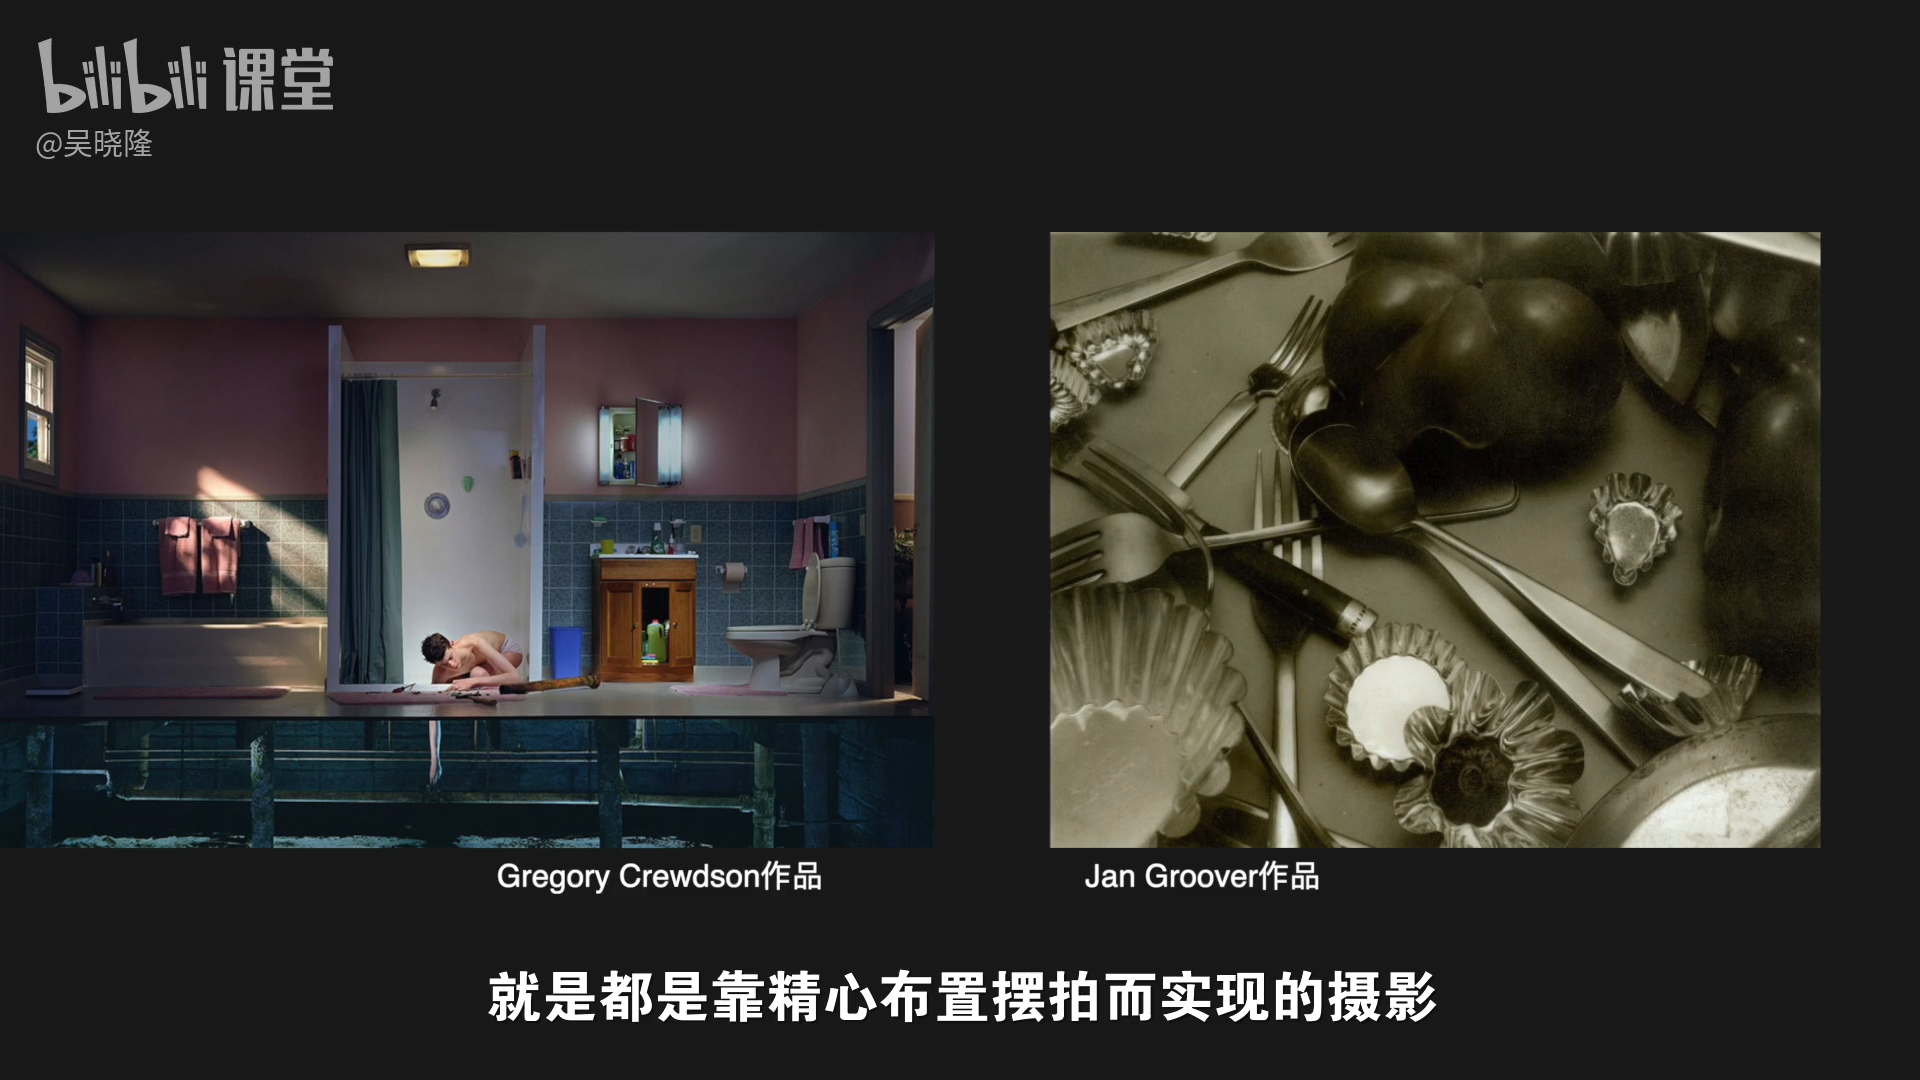 bilibili 课堂
@吴晓隆
Gregory Crewdson作品
Jan Groover作品
就是都是靠精心布置摆拍而实现的摄影